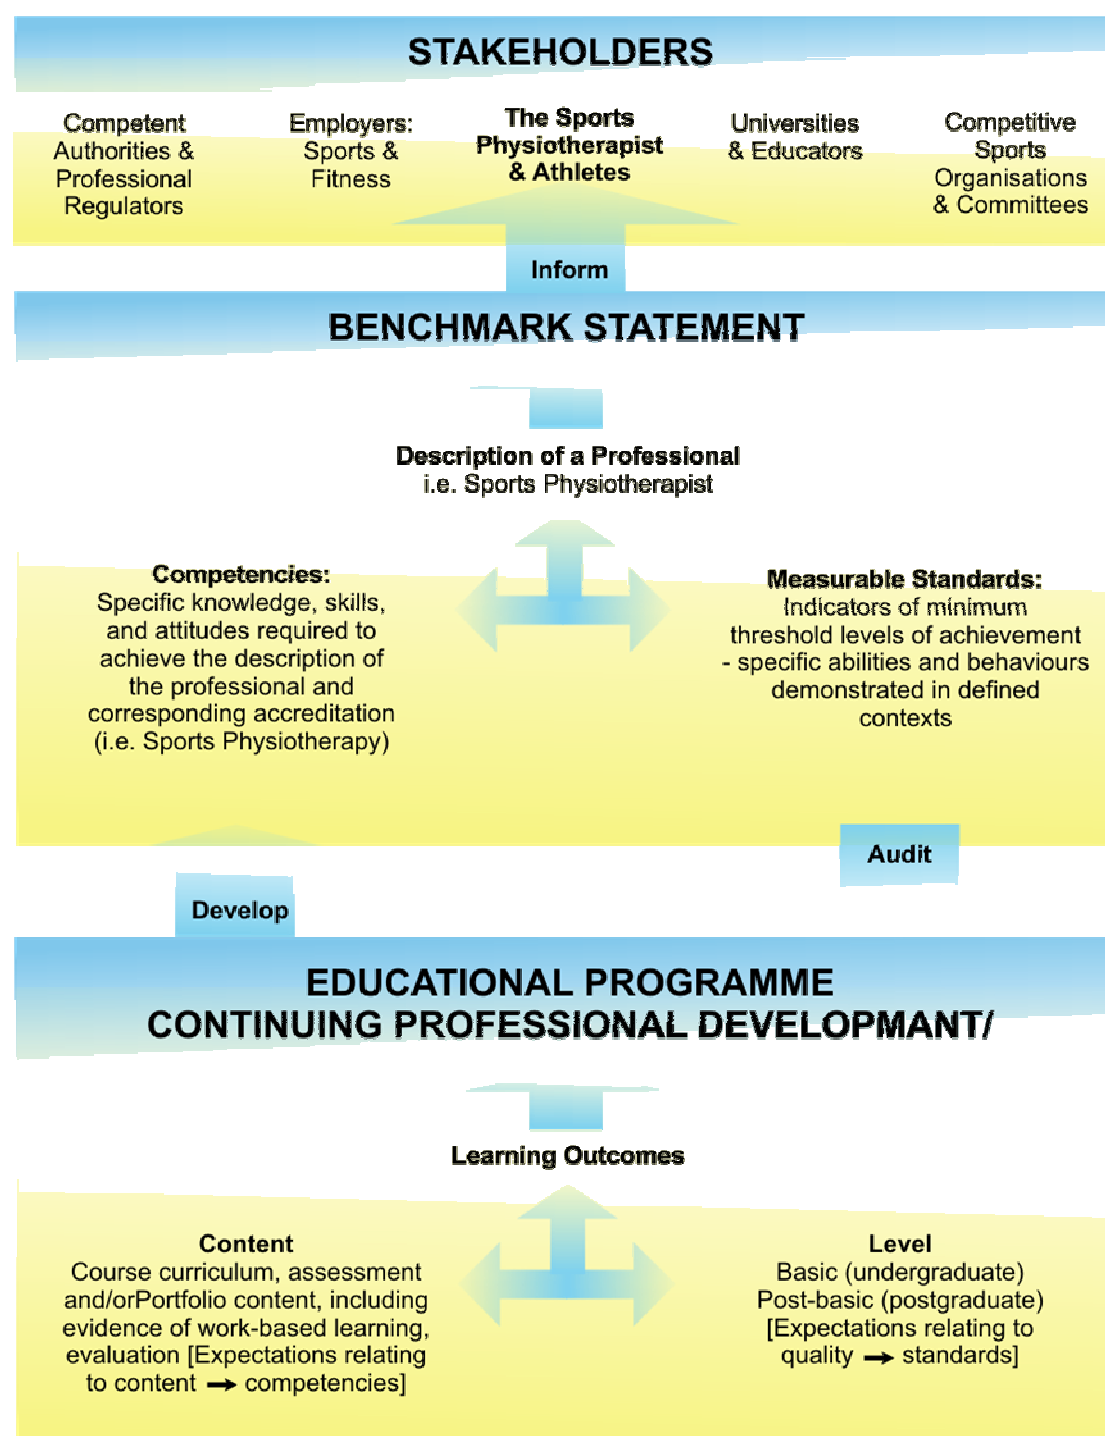 STAKEHOLDERS
Competent
Authorities &
Professional
Regulators
Employers:
Sports &
Fitness
The Sports
Physiotherapist
& Athletes
Universities
& Educators
Competitive
Sports
Organisations
& Committees
Inform
BENCHMARK STATEMENT
Description of a Professional
i.e. Sports Physiotherapist
Competencies:
Specific knowledge, skills,
and attitudes required to
achieve the description of
the professional and
corresponding accreditation
(i.e. Sports Physiotherapy)
Measurable Standards:
Indicators of minimum
threshold levels of achievement
- specific abilities and behaviours
demonstrated in defined
contexts
Develop
Audit
EDUCATIONAL PROGRAMME
CONTINUING PROFESSIONAL DEVELOPMANT/
Learning Outcomes
Content
Course curriculum, assessment
and/orPortfolio content, including
evidence of work-based learning,
evaluation [Expectations relating
to content → competencies]
Level
Basic (undergraduate)
Post-basic (postgraduate)
[Expectations relating to
quality → standards]